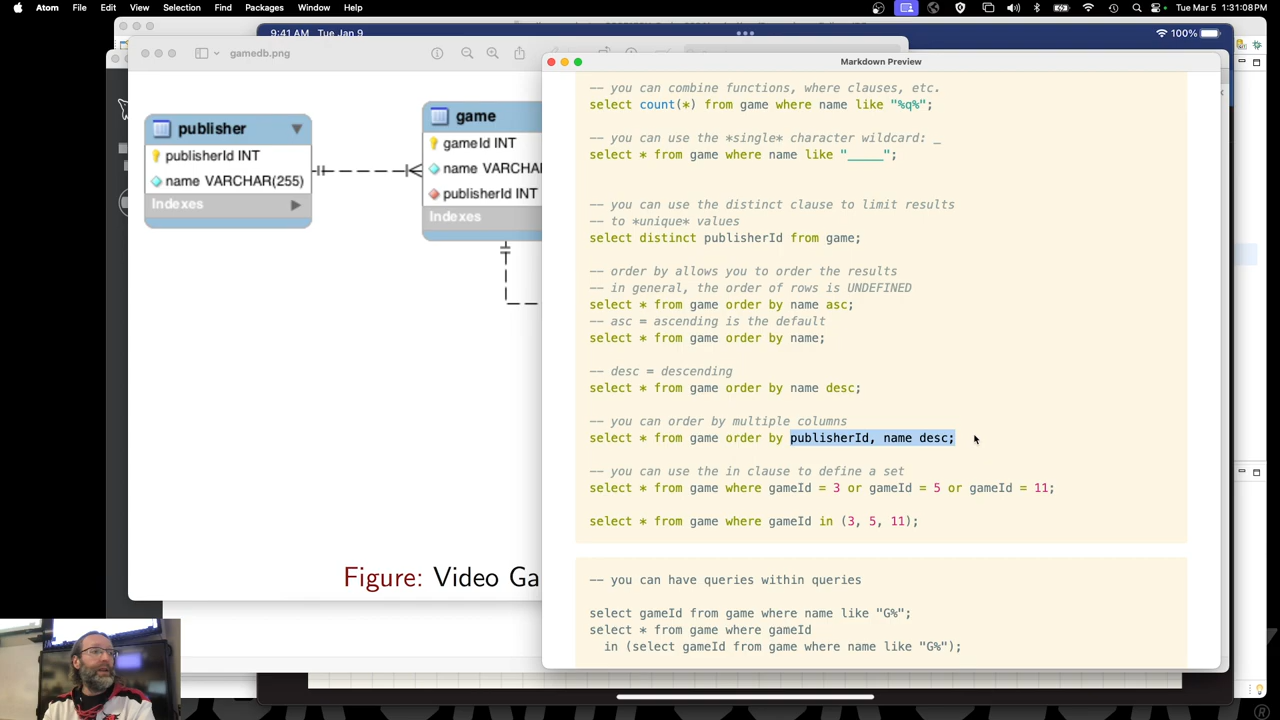 Atom File Edit View Selection Find Packages Window Help
Tue Mar 5 1:31:08 PM
9:41 AM Tue Jan 9
100%
gamedb.png
Markdown Preview
publisher
publisherId INT
name VARCHAR(255)
Indexes
game
gameId INT
name VARCHA
publisherId INT
Indexes
Figure: Video Ga
-- you can combine functions, where clauses, etc.
select count(*) from game where name like "%q%";
-- you can use the *single* character wildcard: _
select * from game where name like "_____";
-- you can use the distinct clause to limit results
-- to *unique* values
select distinct publisherId from game;
-- order by allows you to order the results
-- in general, the order of rows is UNDEFINED
select * from game order by name asc;
-- asc = ascending is the default
select * from game order by name;
-- desc = descending
select * from game order by name desc;
-- you can order by multiple columns
select * from game order by publisherId, name desc;
-- you can use the in clause to define a set
select * from game where gameId = 3 or gameId = 5 or gameId = 11;
select * from game where gameId in (3, 5, 11);
-- you can have queries within queries
select gameId from game where name like "G%";
select * from game where gameId
in (select gameId from game where name like "G%");